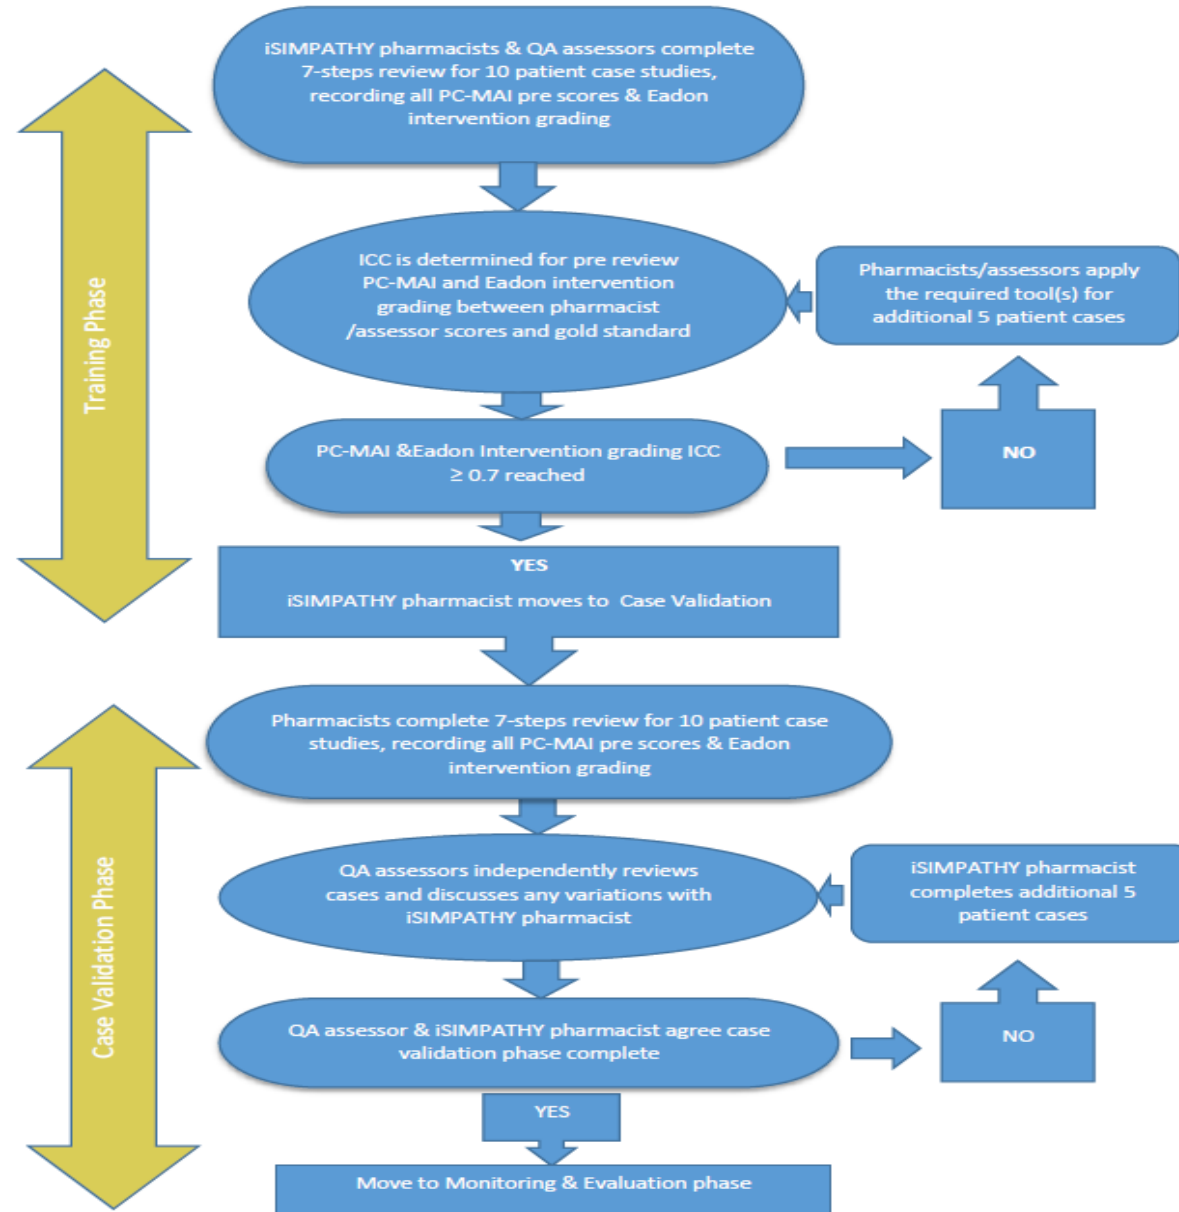 iSIMPATHY pharmacists & QA assessors complete
7-steps review for 10 patient case studies,
recording all PC-MAI pre scores & Eadon
intervention grading
Training Phase
ICC is determined for pre review
PC-MAI and Eadon intervention
grading between pharmacist
/assessor scores and gold standard
Pharmacists/assessors apply
the required tool(s) for
additional 5 patient cases
PC-MAI &Eadon Intervention grading ICC
≥ 0.7 reached
NO
YES
iSIMPATHY pharmacist moves to Case Validation
Pharmacists complete 7-steps review for 10 patient case
studies, recording all PC-MAI pre scores & Eadon
intervention grading
Case Validation Phase
QA assessors independently reviews
cases and discusses any variations with
iSIMPATHY pharmacist
iSIMPATHY pharmacist
completes additional 5
patient cases
QA assessor & iSIMPATHY pharmacist agree case
validation phase complete
NO
YES
Move to Monitoring & Evaluation phase